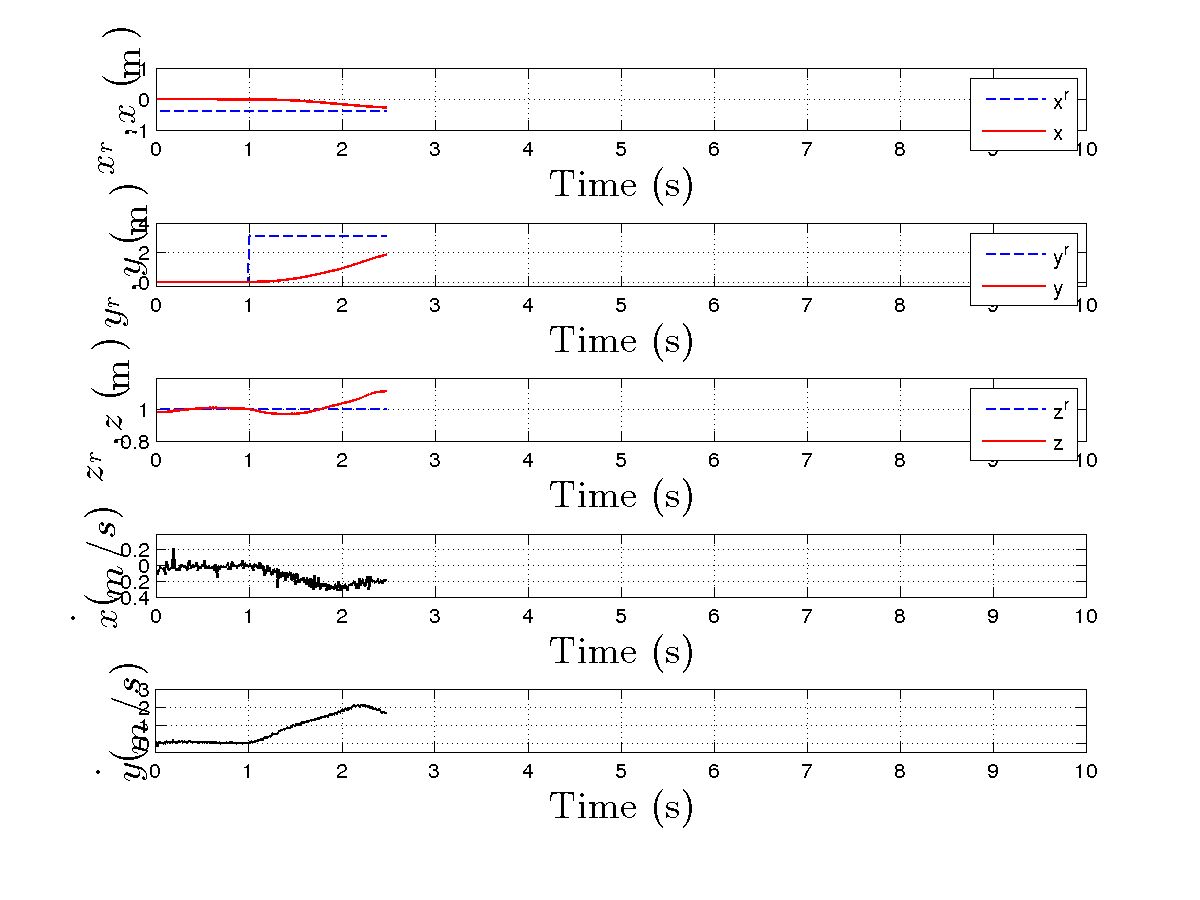 x^r, x (m)
1
0
-1
0 1 2 3 4 5 6 7 8 9 10
x^r
x
Time (s)
y^r, y (m)
4
2
0
0 1 2 3 4 5 6 7 8 9 10
y^r
y
Time (s)
z^r, z (m)
1
0.8
0 1 2 3 4 5 6 7 8 9 10
z^r
z
Time (s)
ẋ(m/s)
0.2
0
-0.2
-0.4
0 1 2 3 4 5 6 7 8 9 10
Time (s)
ẏ(m/s)
3
2
1
0
0 1 2 3 4 5 6 7 8 9 10
Time (s)